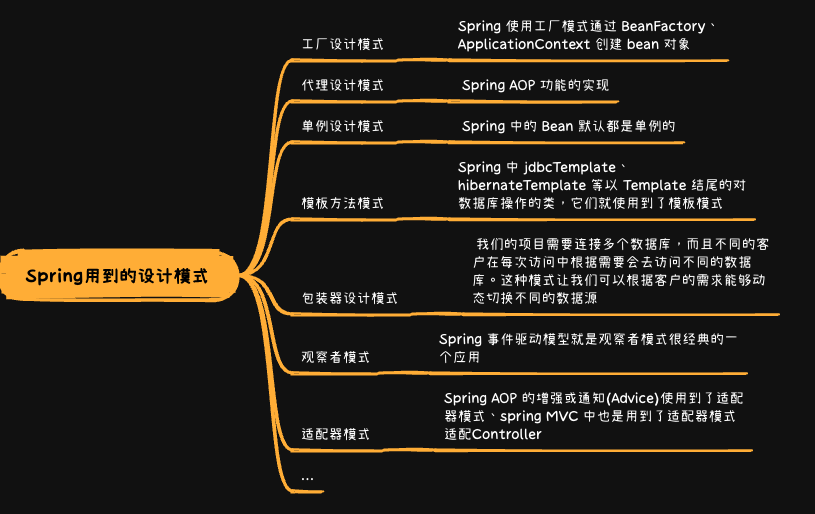 Spring用到的设计模式
工厂设计模式
Spring 使用工厂模式通过 BeanFactory、
ApplicationContext 创建 bean 对象
代理设计模式
Spring AOP 功能的实现
单例设计模式
Spring 中的 Bean 默认都是单例的
模板方法模式
Spring 中 jdbcTemplate、
hibernateTemplate 等以 Template 结尾的对
数据库操作的类，它们就使用到了模板模式
包装器设计模式
我们的项目需要连接多个数据库，而且不同的客
户在每次访问中根据需要会去访问不同的数据
库。这种模式让我们可以根据客户的需求能够动
态切换不同的数据源
观察者模式
Spring 事件驱动模型就是观察者模式很经典的一
个应用
适配器模式
Spring AOP 的增强或通知(Advice)使用到了适配
器模式、spring MVC 中也是用到了适配器模式
适配Controller
...